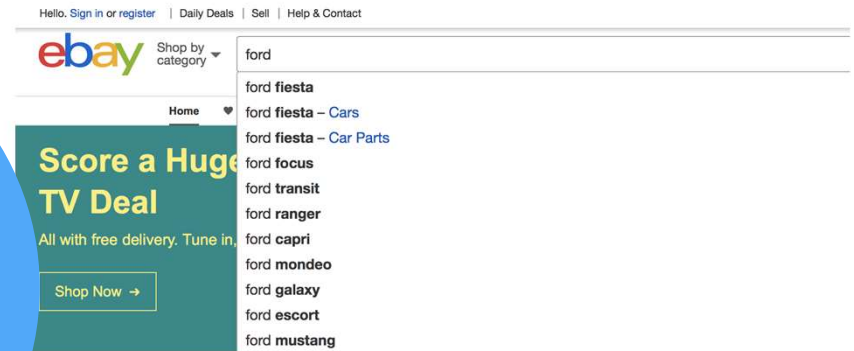 Hello. Sign in or register | Daily Deals | Sell | Help & Contact
ebay
Shop by
category
ford
ford fiesta
ford fiesta – Cars
ford fiesta – Car Parts
ford focus
ford transit
ford ranger
ford capri
ford mondeo
ford galaxy
ford escort
ford mustang
Home
Score a Huge
TV Deal
All with free delivery. Tune in,
Shop Now →